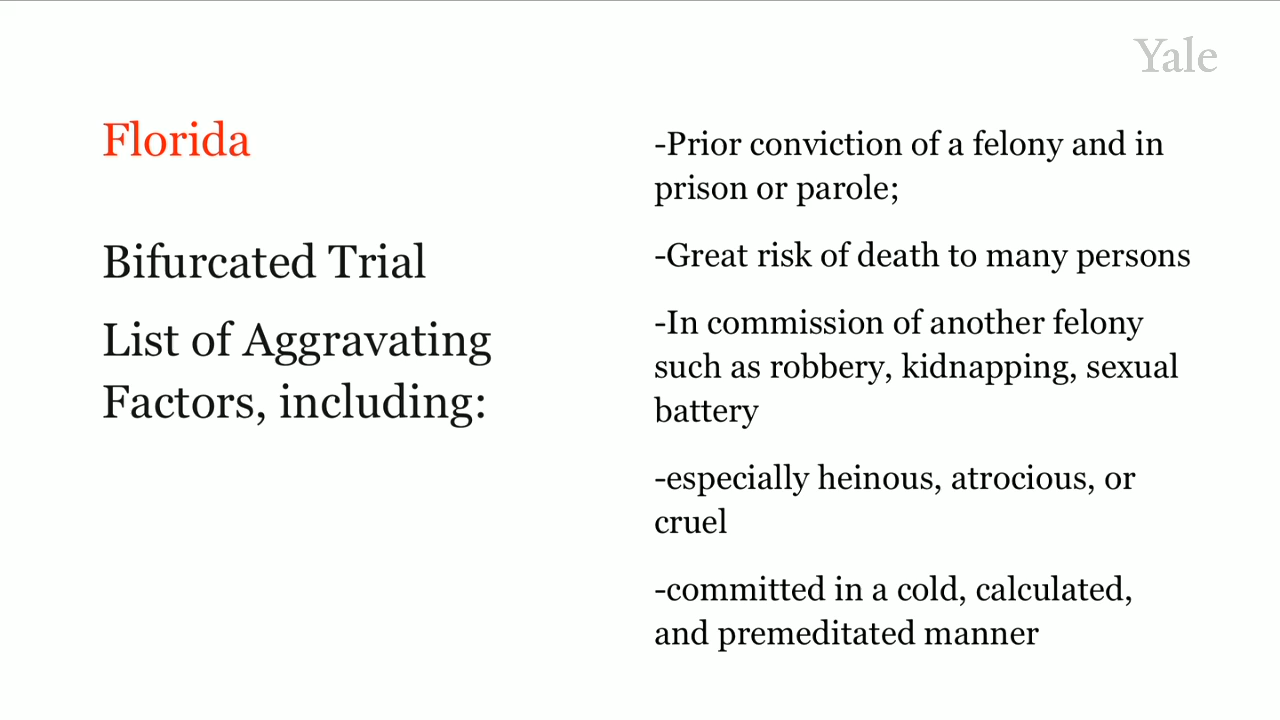 Yale
Florida
Bifurcated Trial
List of Aggravating
Factors, including:
-Prior conviction of a felony and in
prison or parole;
-Great risk of death to many persons
-In commission of another felony
such as robbery, kidnapping, sexual
battery
-especially heinous, atrocious, or
cruel
-committed in a cold, calculated,
and premeditated manner